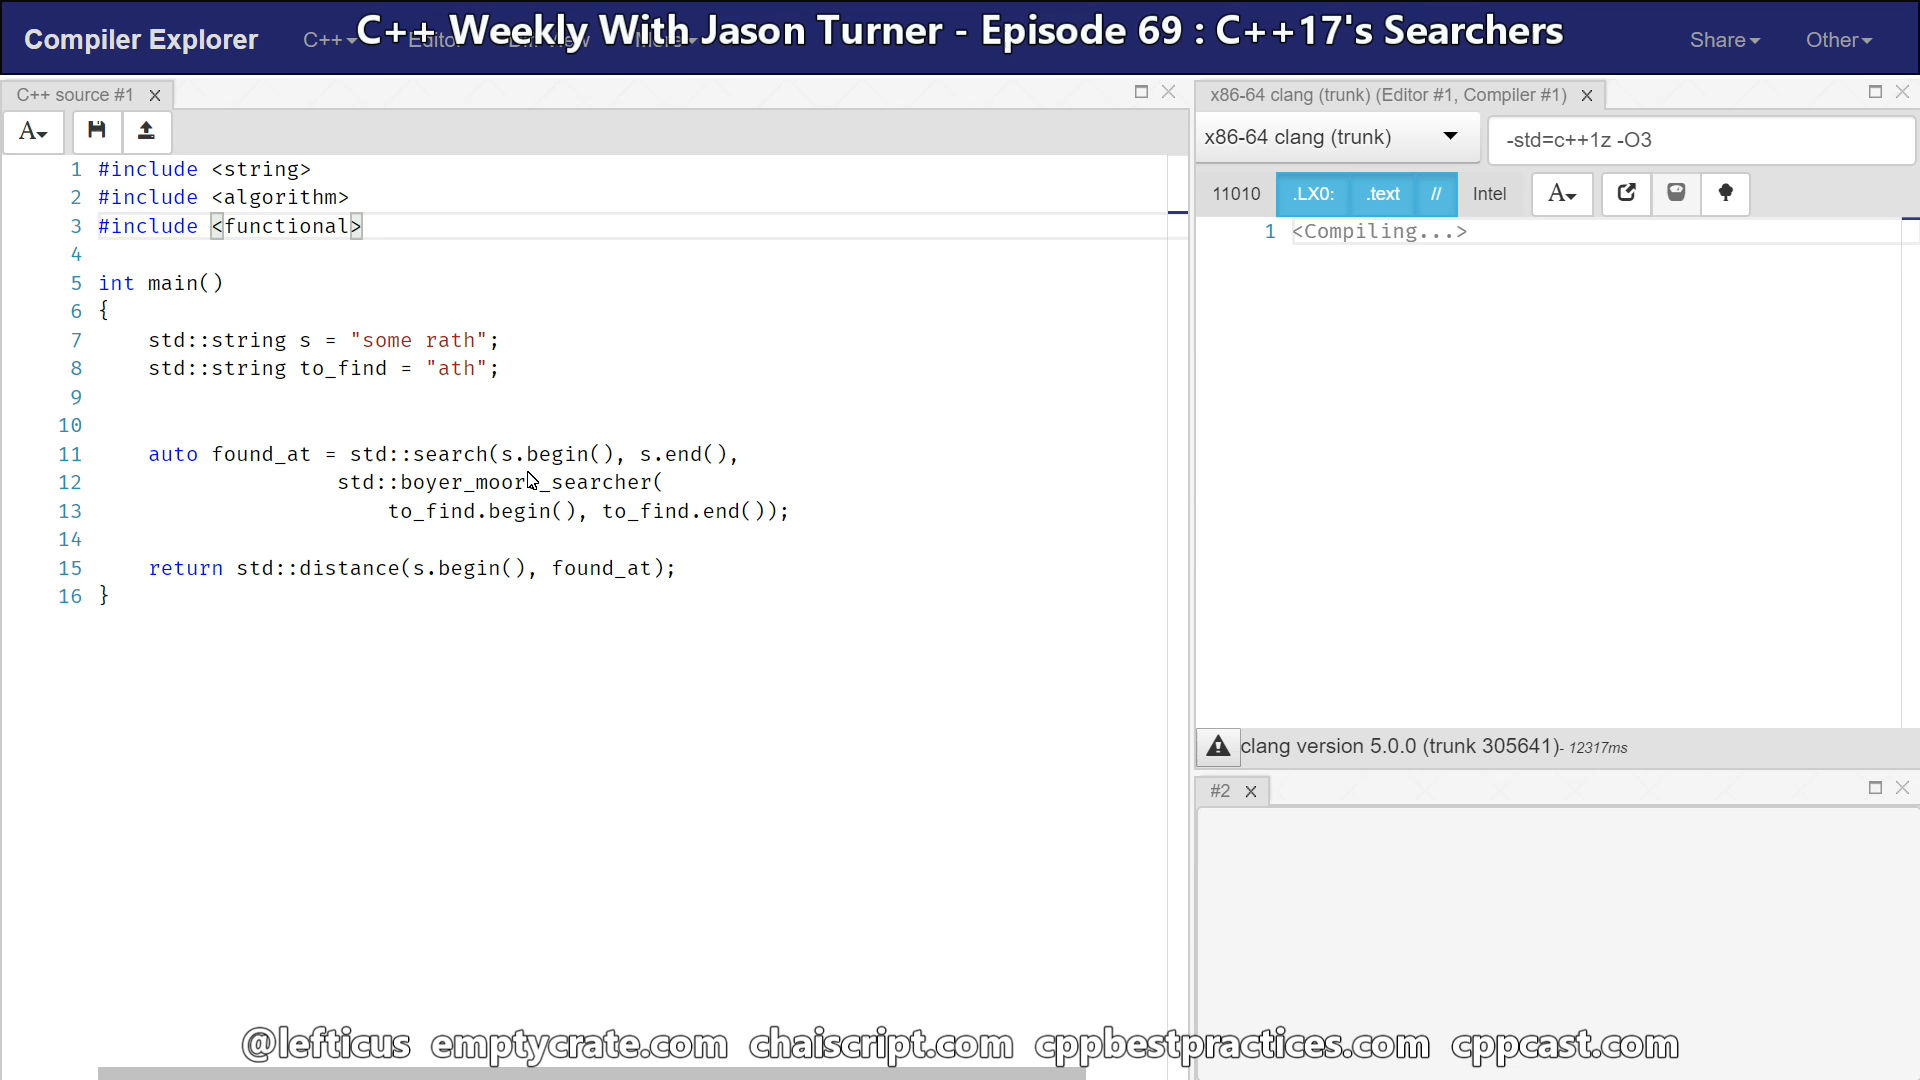 C++ Weekly With Jason Turner - Episode 69 : C++17's Searchers
Compiler Explorer C++ Share Other
C++ source #1
A
1 #include <string>
2 #include <algorithm>
3 #include <functional>
4
5 int main()
6 {
7 std::string s = "some rath";
8 std::string to_find = "ath";
9
10
11 auto found_at = std::search(s.begin(), s.end(),
12 std::boyer_moore_searcher(
13 to_find.begin(), to_find.end());
14
15 return std::distance(s.begin(), found_at);
16 }
x86-64 clang (trunk) (Editor #1, Compiler #1)
x86-64 clang (trunk) -std=c++1z -O3
11010 .LX0: .text // Intel A
1 <Compiling...>
clang version 5.0.0 (trunk 305641)- 12317ms
#2
@lefticus emptycrate.com chaiscript.com cppbestpractices.com cppcast.com